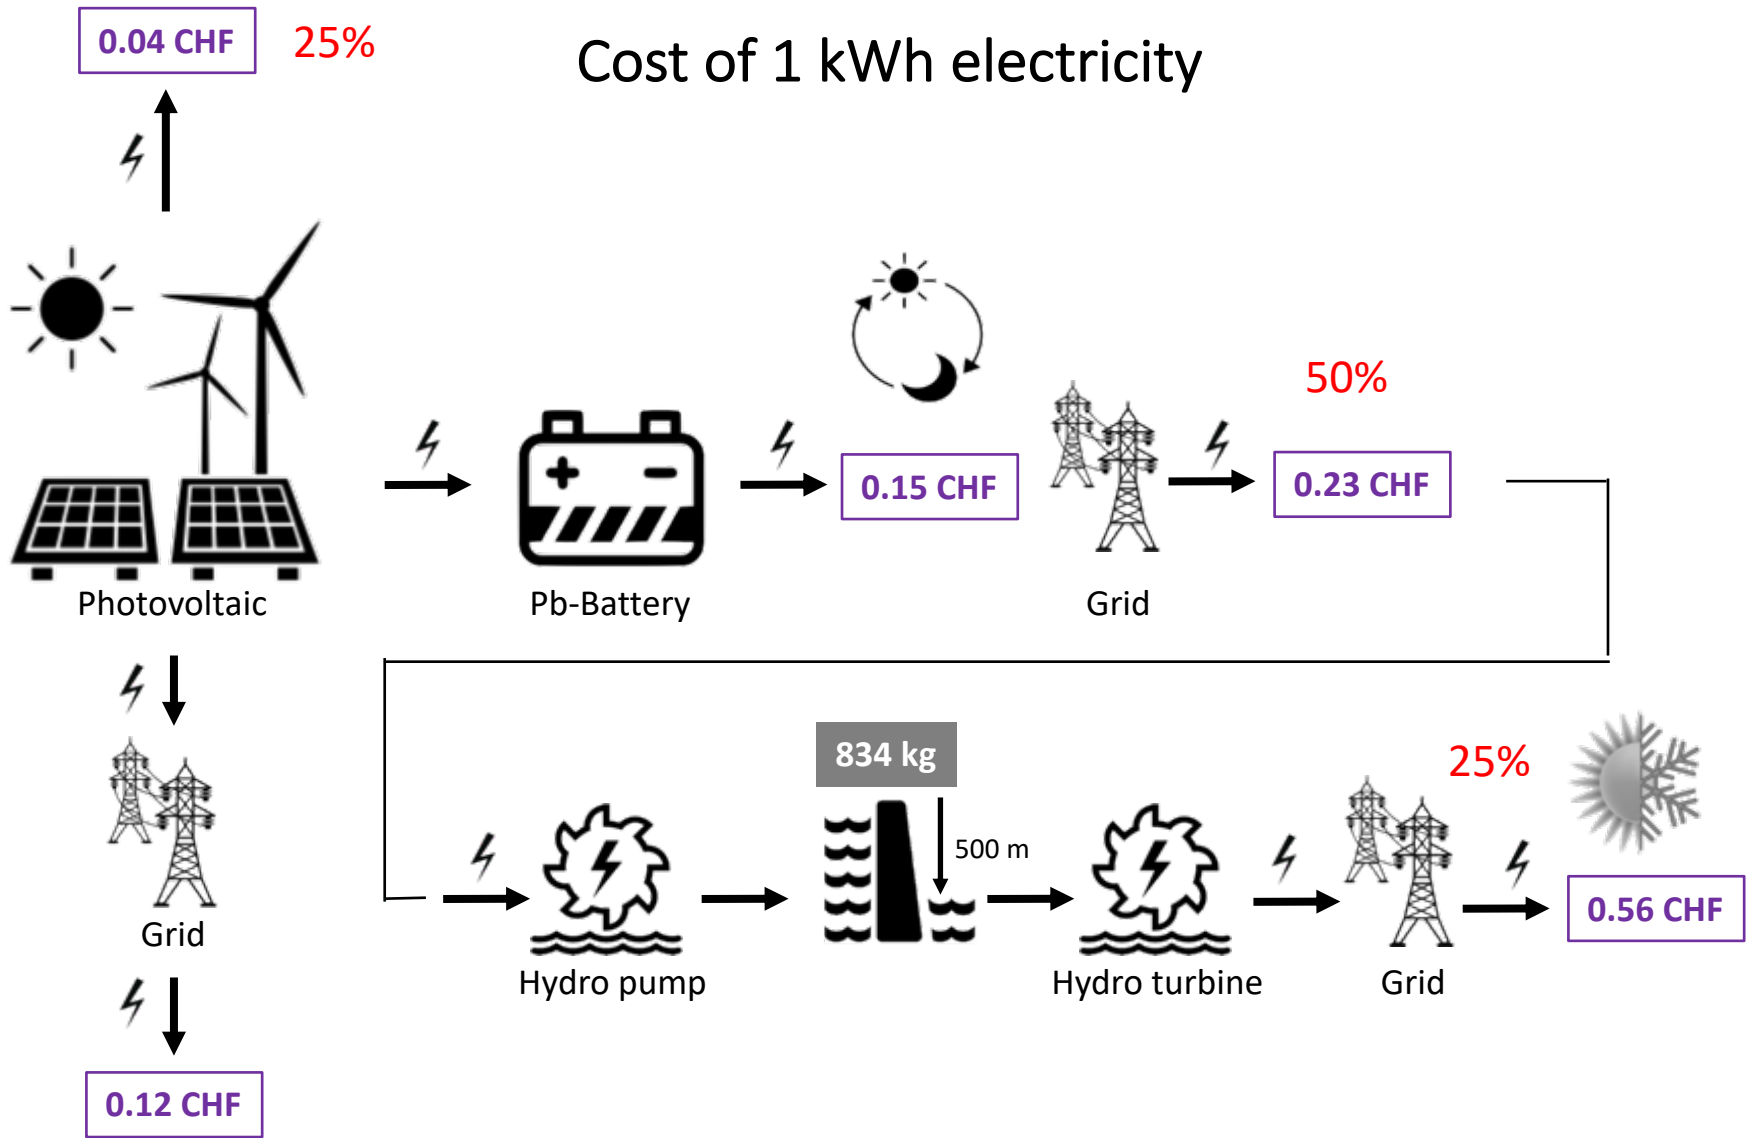 Cost of 1 kWh electricity
0.04 CHF
25%
Photovoltaic
Pb-Battery
0.15 CHF
Grid
50%
0.23 CHF
Grid
0.12 CHF
Hydro pump
834 kg
500 m
Hydro turbine
Grid
25%
0.56 CHF